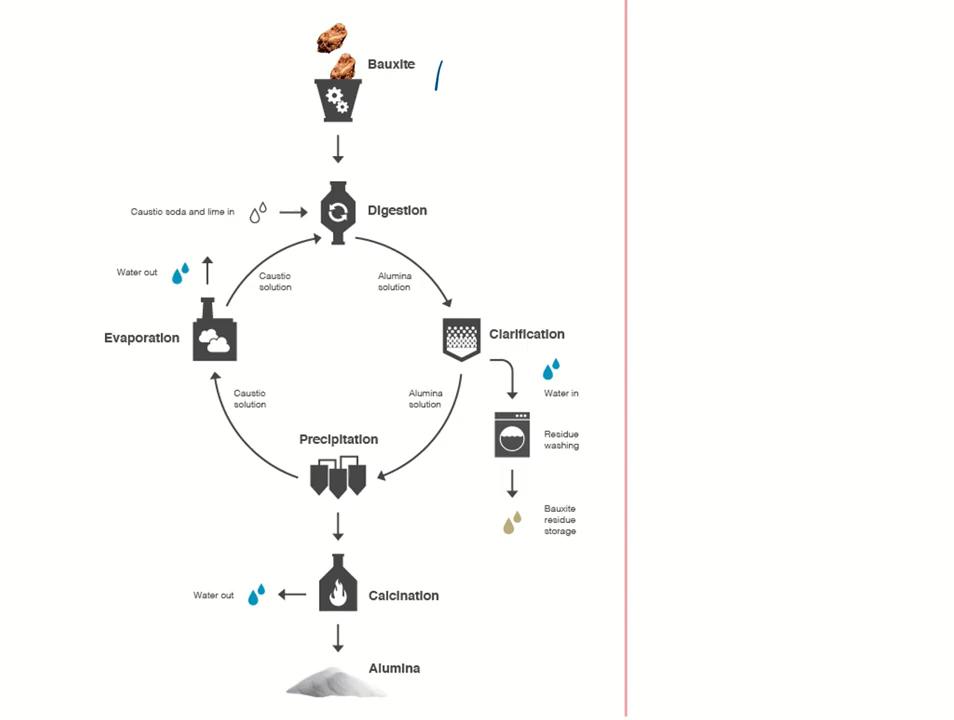 Bauxite
Caustic soda and lime in
Digestion
Water out
Caustic
solution
Alumina
solution
Evaporation
Clarification
Water in
Caustic
solution
Alumina
solution
Precipitation
Residue
washing
Bauxite
residue
storage
Water out
Calcination
Alumina